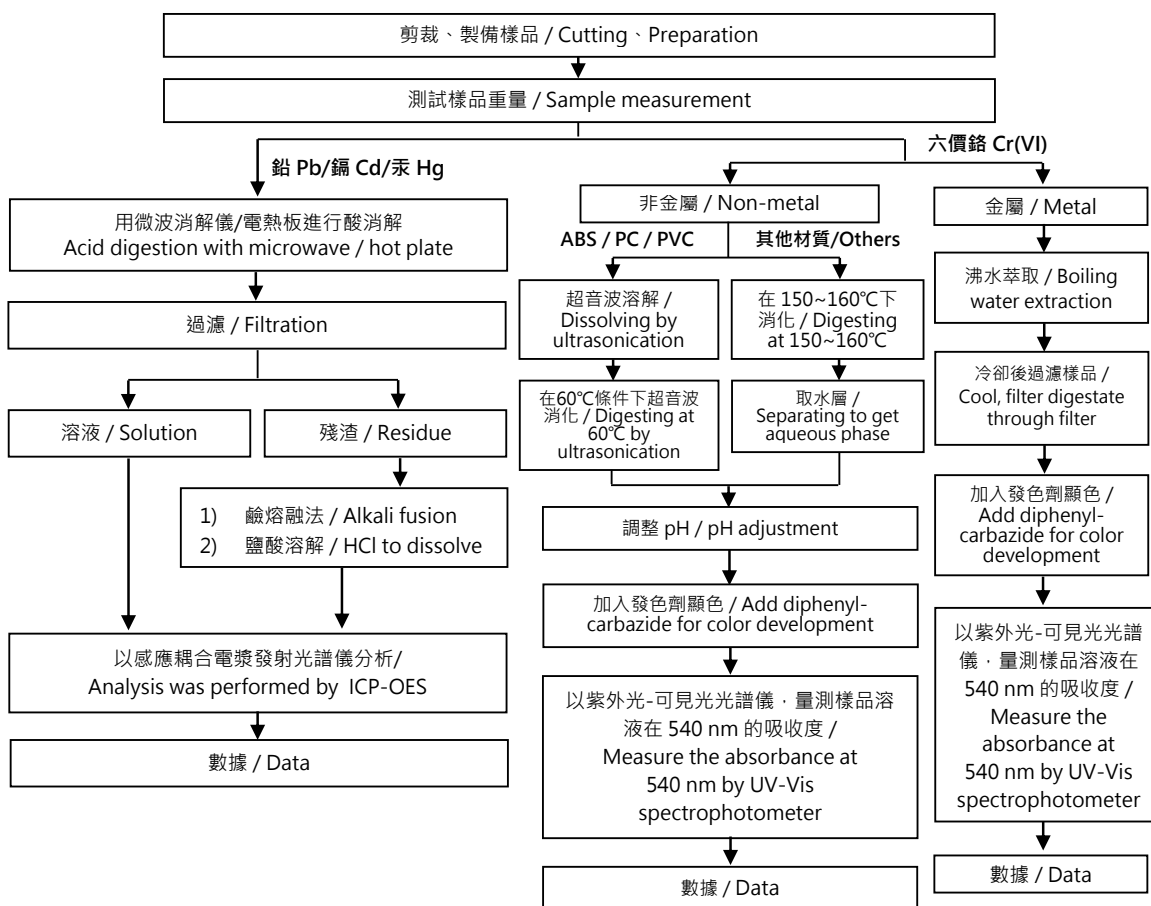 剪裁、製備樣品 / Cutting、Preparation
測試樣品重量 / Sample measurement
鉛 Pb/鎘 Cd/汞 Hg
六價鉻 Cr(VI)
用微波消解儀/電熱板進行酸消解
Acid digestion with microwave / hot plate
過濾 / Filtration
溶液 / Solution
殘渣 / Residue
1) 鹼熔融法 / Alkali fusion
2) 鹽酸溶解 / HCl to dissolve
以感應耦合電漿發射光譜儀分析/
Analysis was performed by ICP-OES
數據 / Data
非金屬 / Non-metal
ABS / PC / PVC
其他材質/Others
超音波溶解 /
Dissolving by
ultrasonication
在 150~160℃下
消化 / Digesting
at 150~160℃
在60℃條件下超音波
消化 / Digesting at
60℃ by
ultrasonication
取水層 /
Separating to get
aqueous phase
調整 pH / pH adjustment
加入發色劑顯色 / Add diphenyl-
carbazide for color development
以紫外光-可見光光譜儀，量測樣品溶
液在 540 nm 的吸收度 /
Measure the absorbance at
540 nm by UV-Vis
spectrophotometer
數據 / Data
金屬 / Metal
沸水萃取 / Boiling
water extraction
冷卻後過濾樣品 /
Cool, filter digestate
through filter
加入發色劑顯色 /
Add diphenyl-
carbazide for color
development
以紫外光-可見光光譜
儀，量測樣品溶液在
540 nm 的吸收度 /
Measure the
absorbance at
540 nm by UV-Vis
spectrophotometer
數據 / Data